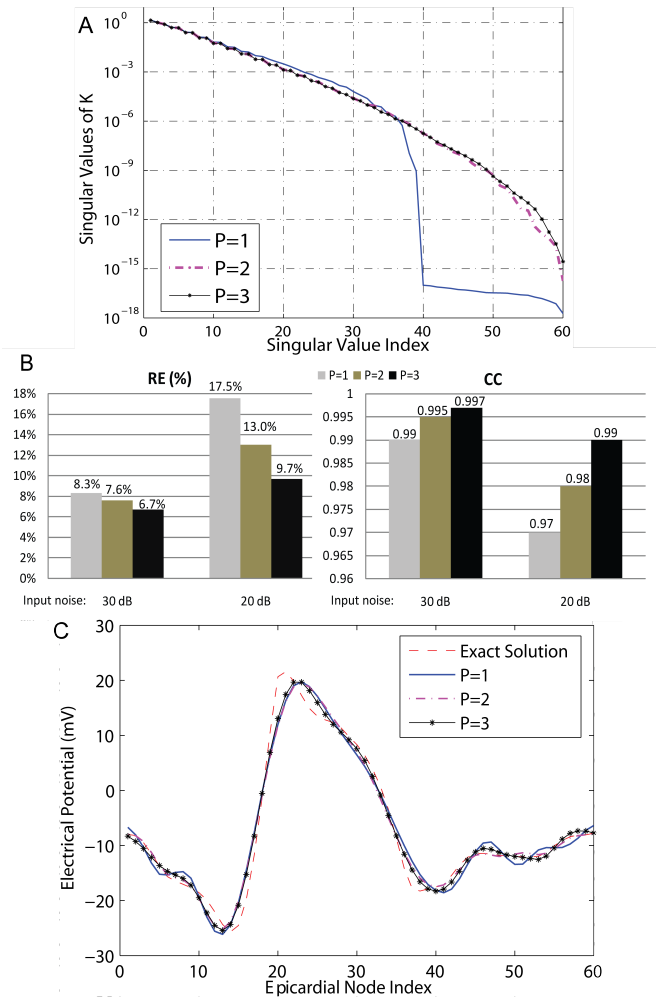 A
Singular Values of K
10^0
10^-3
10^-6
10^-9
10^-12
10^-15
10^-18
P=1
P=2
P=3
0 10 20 30 40 50 60
Singular Value Index
B
RE (%)
P=1 P=2 P=3
CC
18%
16%
14%
12%
10%
8%
6%
4%
2%
0%
8.3% 7.6% 6.7%
17.5% 13.0% 9.7%
Input noise: 30 dB 20 dB
1
0.995
0.99
0.985
0.98
0.975
0.97
0.965
0.96
0.99 0.995 0.997
0.97 0.98 0.99
Input noise: 30 dB 20 dB
C
Electrical Potential (mV)
30
20
10
0
−10
−20
−30
Exact Solution
P=1
P=2
P=3
0 10 20 30 40 50 60
Epicardial Node Index